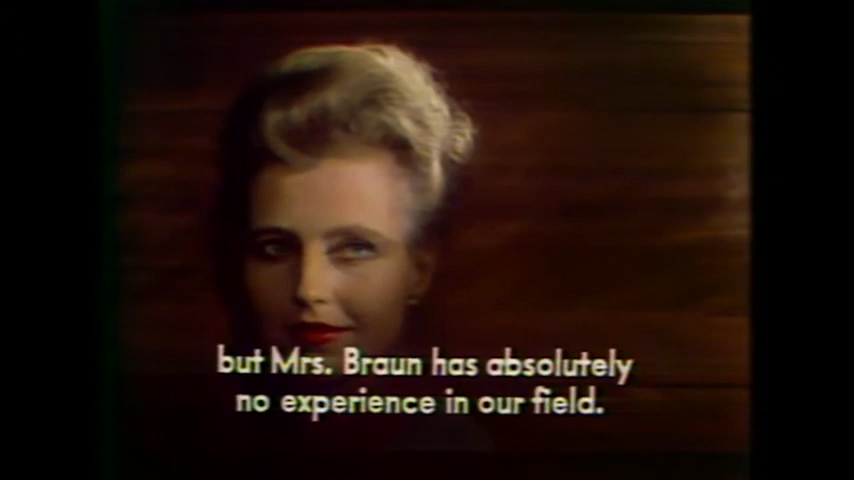 but Mrs. Braun has absolutely
no experience in our field.